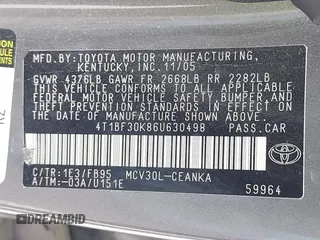 MFD. BY: TOYOTA MOTOR MANUFACTURING,
KENTUCKY, INC. 11/05
GVWR 4376LB GAWR FR 2668LB RR 2282LB
THIS VEHICLE CONFORMS TO ALL APPLICABLE
FEDERAL MOTOR VEHICLE SAFETY, BUMPER, AND
THEFT PREVENTION STANDARDS IN EFFECT ON
THE DATE OF MANUFACTURE SHOWN ABOVE.
4T1BF30K86U630498 PASS.CAR
C/TR:1E3/FB95 MCV30L-CEANKA
A/TM:-03A/U151E
TOYOTA
59964
© DREAMBID